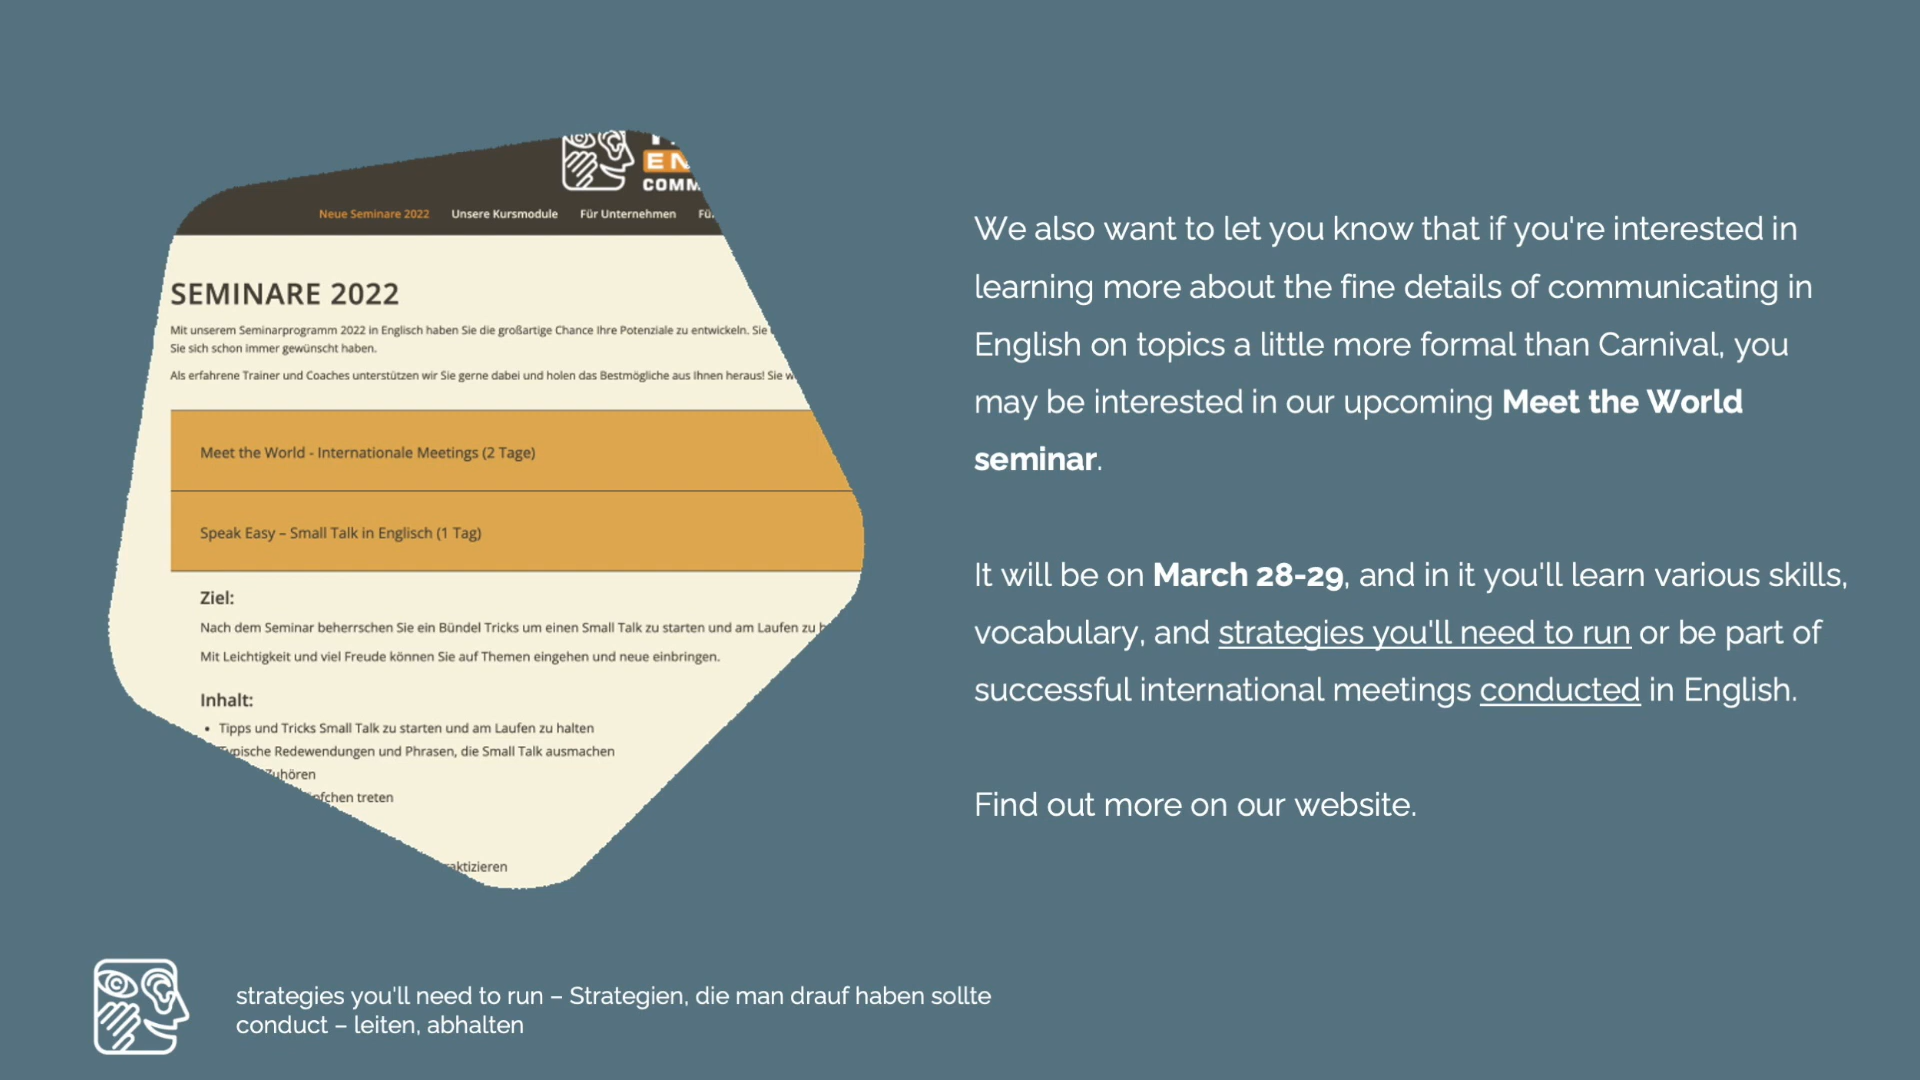 EN
COMM
Neue Seminare 2022 Unsere Kursmodule Für Unternehmen
SEMINARE 2022
Mit unserem Seminarprogramm 2022 in Englisch haben Sie die großartige Chance Ihre Potenziale zu entwickeln. Sie
Sie sich schon immer gewünscht haben.
Als erfahrene Trainer und Coaches unterstützen wir Sie gerne dabei und holen das Bestmögliche aus Ihnen heraus! Sie
Meet the World - Internationale Meetings (2 Tage)
Speak Easy – Small Talk in Englisch (1 Tag)
Ziel:
Nach dem Seminar beherrschen Sie ein Bündel Tricks um einen Small Talk zu starten und am Laufen zu
Mit Leichtigkeit und viel Freude können Sie auf Themen eingehen und neue einbringen.
Inhalt:
• Tipps und Tricks Small Talk zu starten und am Laufen zu halten
Typische Redewendungen und Phrasen, die Small Talk ausmachen
Zuhören
pfchen treten
aktizieren
We also want to let you know that if you're interested in
learning more about the fine details of communicating in
English on topics a little more formal than Carnival, you
may be interested in our upcoming Meet the World
seminar.
It will be on March 28-29, and in it you'll learn various skills,
vocabulary, and strategies you'll need to run or be part of
successful international meetings conducted in English.
Find out more on our website.
strategies you'll need to run – Strategien, die man drauf haben sollte
conduct – leiten, abhalten